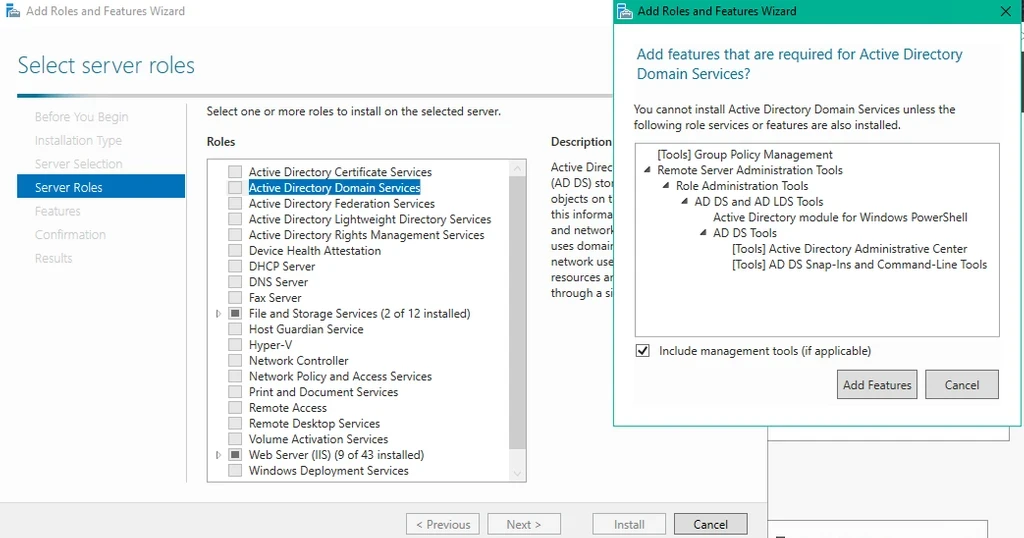 Add Roles and Features Wizard
Select server roles
Before You Begin
Installation Type
Server Selection
Server Roles
Features
Confirmation
Results
Select one or more roles to install on the selected server.
Roles
Active Directory Certificate Services
Active Directory Domain Services
Active Directory Federation Services
Active Directory Lightweight Directory Services
Active Directory Rights Management Services
Device Health Attestation
DHCP Server
DNS Server
Fax Server
File and Storage Services (2 of 12 installed)
Host Guardian Service
Hyper-V
Network Controller
Network Policy and Access Services
Print and Document Services
Remote Access
Remote Desktop Services
Volume Activation Services
Web Server (IIS) (9 of 43 installed)
Windows Deployment Services
Description
Active Direc
(AD DS) sto
objects on t
this informa
and network
uses domain
network use
resources an
through a si
< Previous
Next >
Install
Cancel
Add Roles and Features Wizard
Add features that are required for Active Directory
Domain Services?
You cannot install Active Directory Domain Services unless the
following role services or features are also installed.
[Tools] Group Policy Management
Remote Server Administration Tools
Role Administration Tools
AD DS and AD LDS Tools
Active Directory module for Windows PowerShell
AD DS Tools
[Tools] Active Directory Administrative Center
[Tools] AD DS Snap-Ins and Command-Line Tools
Include management tools (if applicable)
Add Features
Cancel